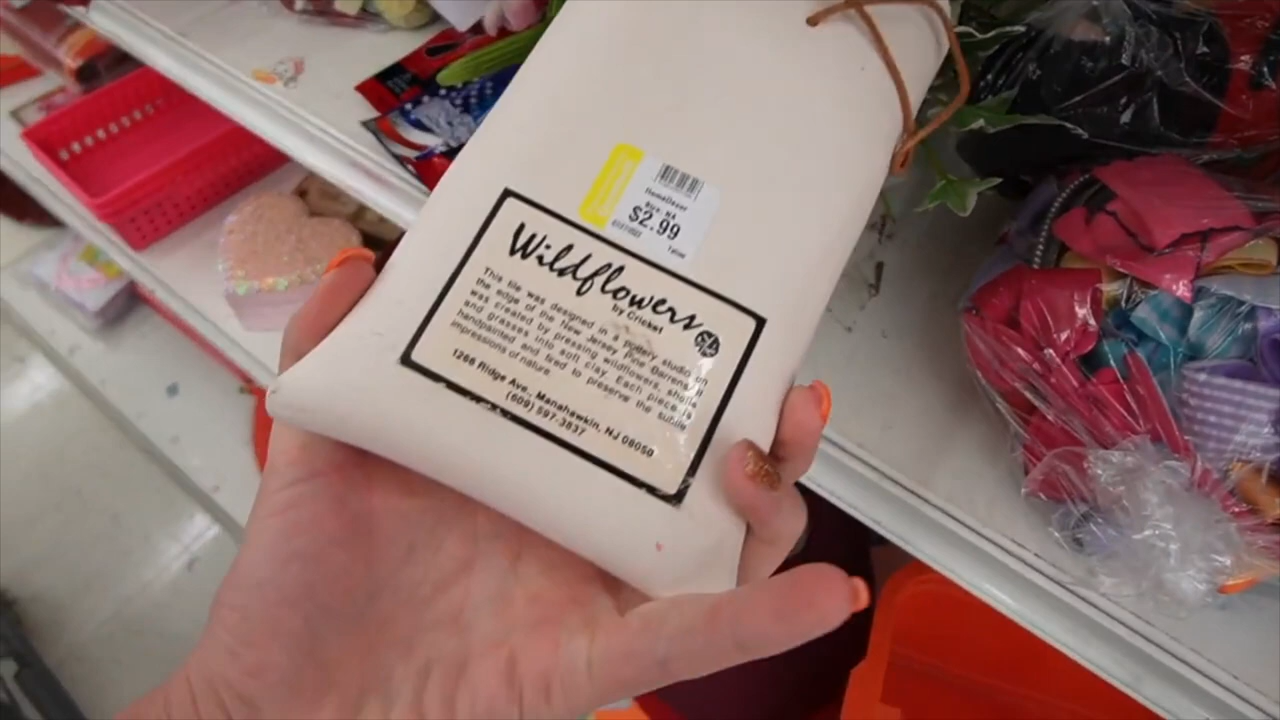 HomeDecor
Size: NA
$2.99
Wildflowers
by Cricket
This tile was designed in a pottery studio on
the edge of the New Jersey Pine Barrens. It
was created by pressing wildflowers, shells
and grasses into soft clay. Each piece is
handpainted and fired to preserve the subtle
impressions of nature.
1266 Ridge Ave., Manahawkin, NJ 08050
(609) 597-3837